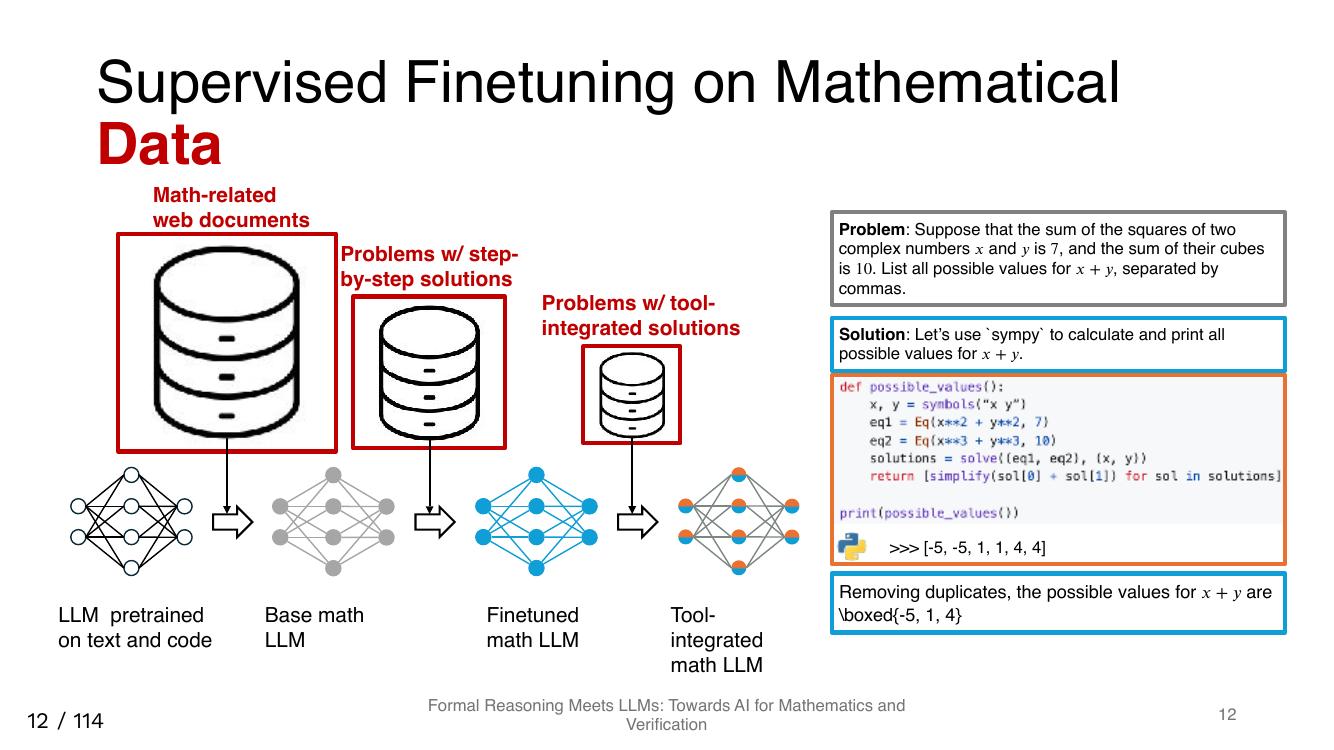 Supervised Finetuning on Mathematical
Data
Math-related
web documents
Problems w/ step-
by-step solutions
Problems w/ tool-
integrated solutions
LLM pretrained
on text and code
Base math
LLM
Finetuned
math LLM
Tool-
integrated
math LLM
Problem: Suppose that the sum of the squares of two
complex numbers x and y is 7, and the sum of their cubes
is 10. List all possible values for x + y, separated by
commas.
Solution: Let's use `sympy` to calculate and print all
possible values for x + y.
def possible_values():
    x, y = symbols("x y")
    eq1 = Eq(x**2 + y**2, 7)
    eq2 = Eq(x**3 + y**3, 10)
    solutions = solve((eq1, eq2), (x, y))
    return [simplify(sol[0] + sol[1]) for sol in solutions]
print(possible_values())
>>> [-5, -5, 1, 1, 4, 4]
Removing duplicates, the possible values for x + y are
\boxed{-5, 1, 4}
Formal Reasoning Meets LLMs: Towards AI for Mathematics and
Verification
12
12 / 114